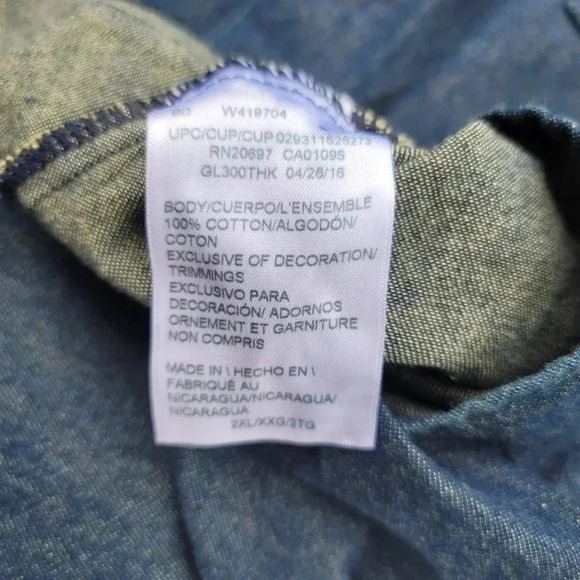 80 W419704
UPC/CUP/CUP 029311626273
RN20697 CA01095
GL300THK 04/26/16
BODY/CUERPO/L'ENSEMBLE
100% COTTON/ALGODÓN/
COTON
EXCLUSIVE OF DECORATION/
TRIMMINGS
EXCLUSIVO PARA
DECORACIÓN/ ADORNOS
ORNEMENT ET GARNITURE
NON COMPRIS
MADE IN \ HECHO EN \
FABRIQUÉ AU
NICARAGUA/NICARAGUA/
NICARAGUA
2XL/XXG/2TG